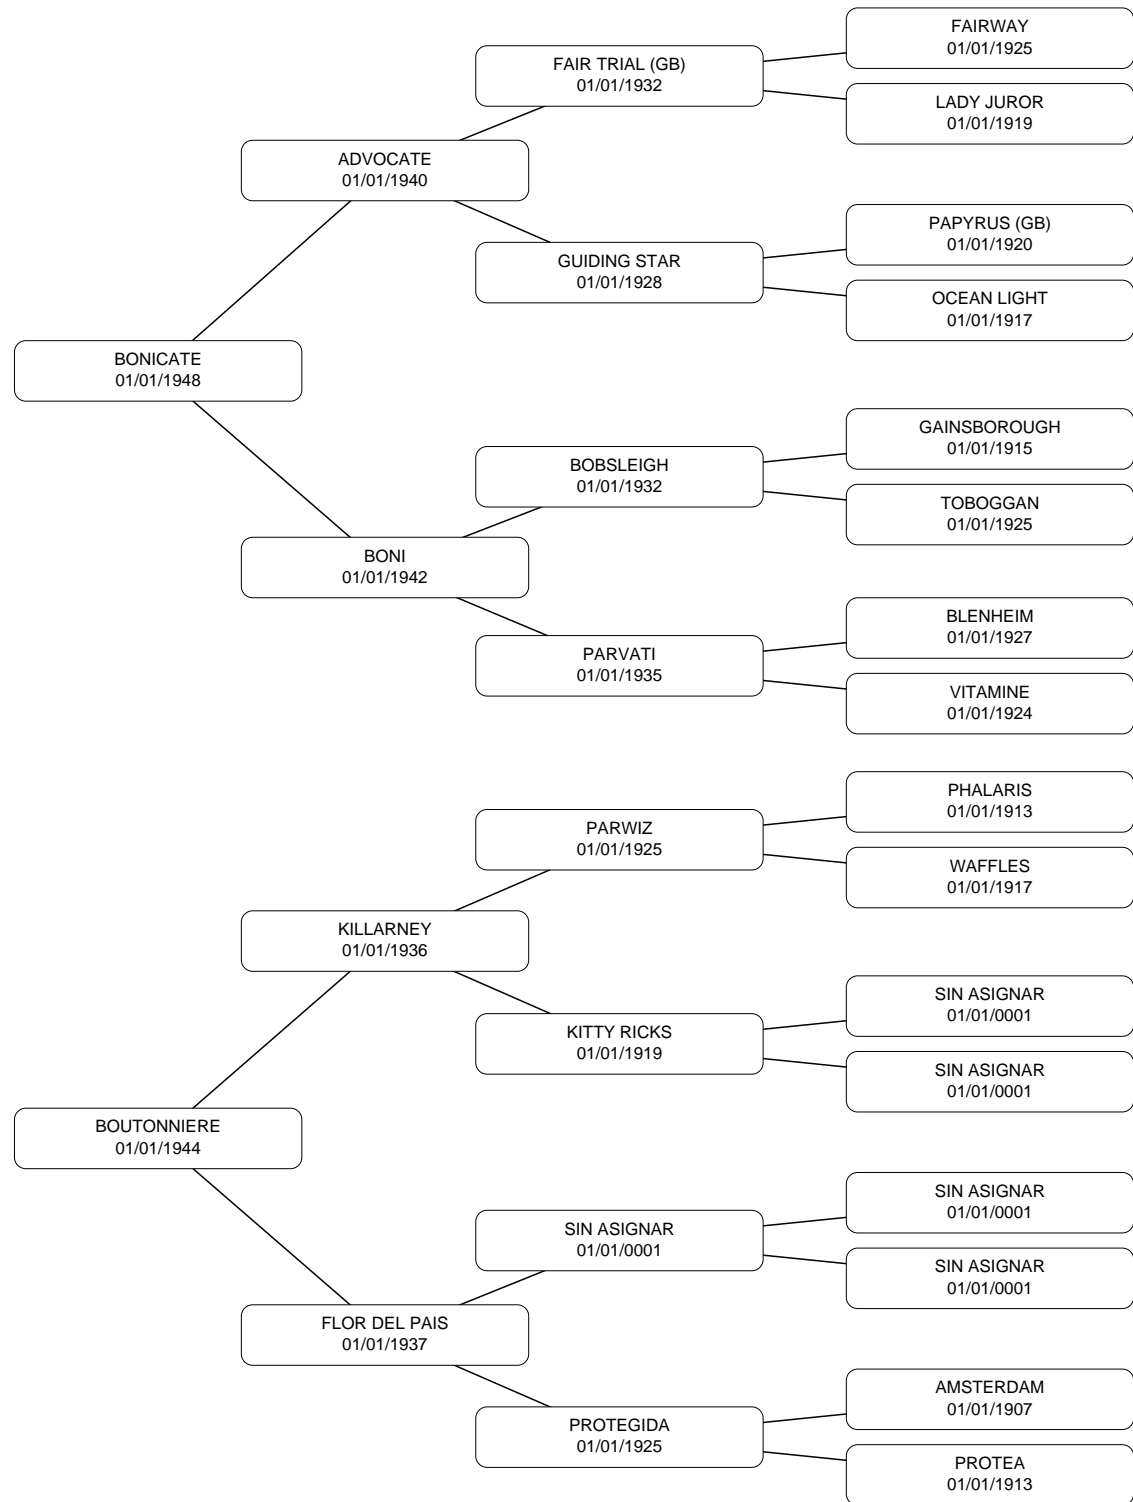 FAIRWAY
01/01/1925
FAIR TRIAL (GB)
01/01/1932
LADY JUROR
01/01/1919
ADVOCATE
01/01/1940
PAPYRUS (GB)
01/01/1920
GUIDING STAR
01/01/1928
OCEAN LIGHT
01/01/1917
BONICATE
01/01/1948
GAINSBOROUGH
01/01/1915
BOBSLEIGH
01/01/1932
TOBOGGAN
01/01/1925
BONI
01/01/1942
BLENHEIM
01/01/1927
PARVATI
01/01/1935
VITAMINE
01/01/1924
PHALARIS
01/01/1913
PARWIZ
01/01/1925
WAFFLES
01/01/1917
KILLARNEY
01/01/1936
SIN ASIGNAR
01/01/0001
KITTY RICKS
01/01/1919
SIN ASIGNAR
01/01/0001
BOUTONNIERE
01/01/1944
SIN ASIGNAR
01/01/0001
SIN ASIGNAR
01/01/0001
SIN ASIGNAR
01/01/0001
FLOR DEL PAIS
01/01/1937
AMSTERDAM
01/01/1907
PROTEGIDA
01/01/1925
PROTEA
01/01/1913